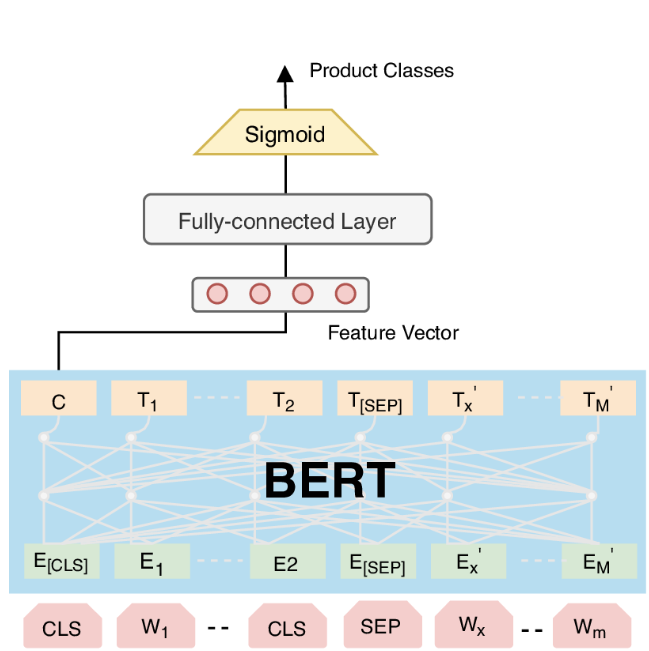 Product Classes
Sigmoid
Fully-connected Layer
Feature Vector
C T1 T2 T[SEP] Tx' TM'
BERT
E[CLS] E1 E2 E[SEP] Ex' EM'
CLS W1 -- CLS SEP Wx -- Wm